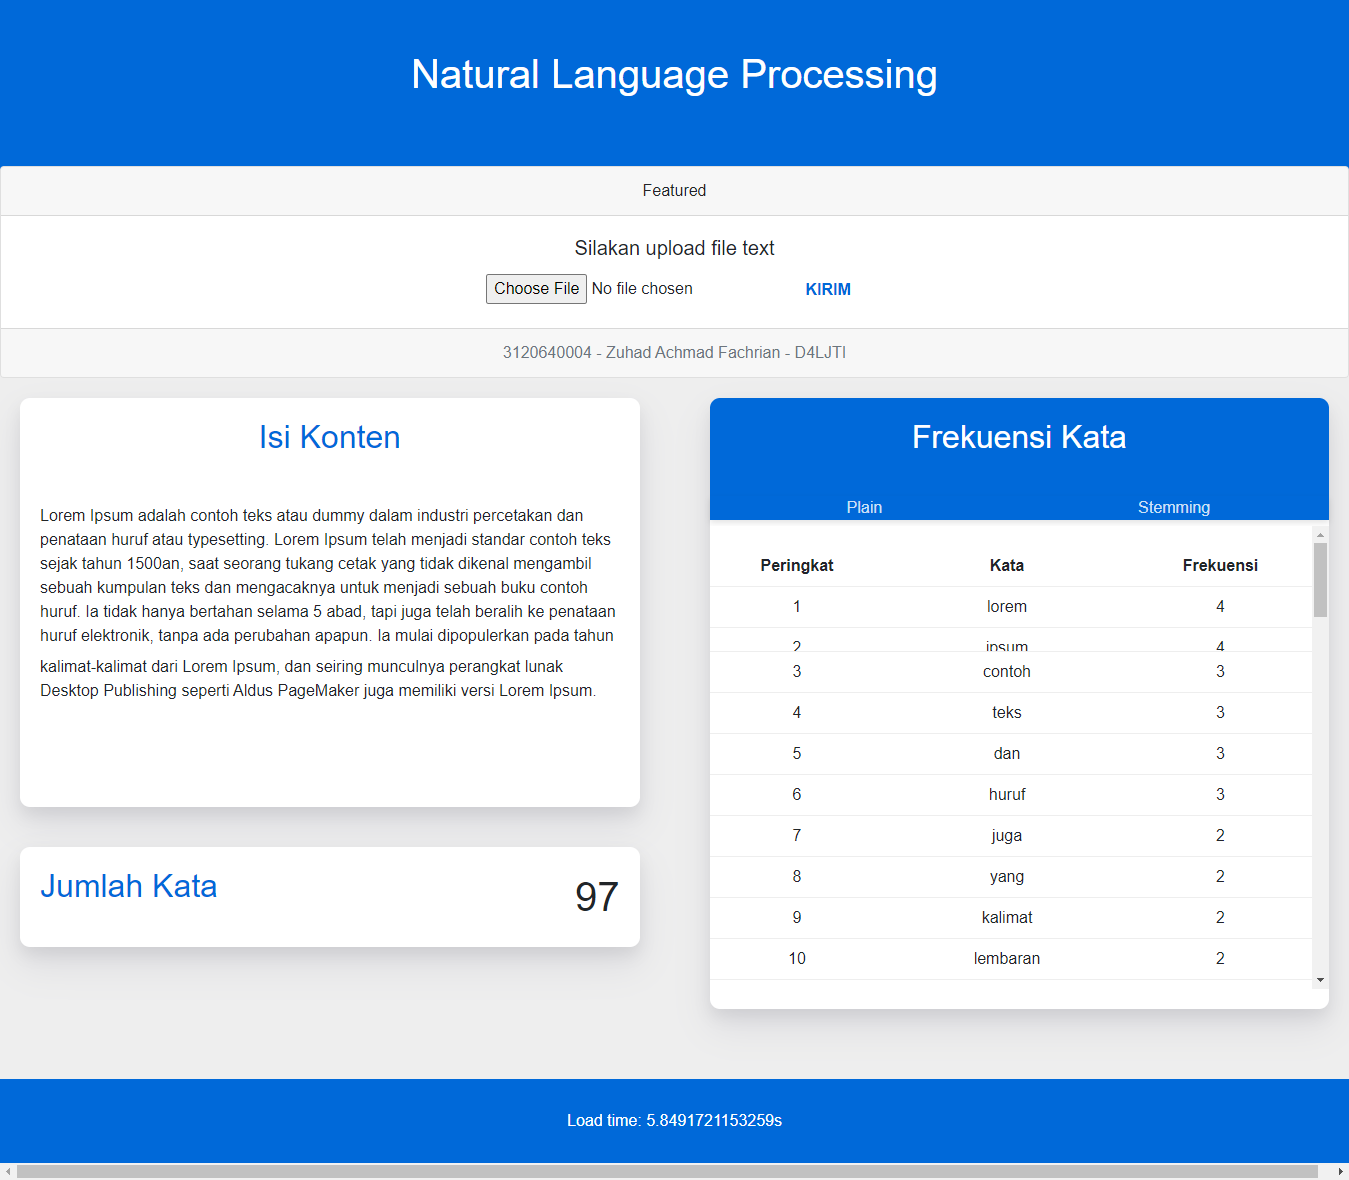 Natural Language Processing
Featured
Silakan upload file text
Choose File No file chosen KIRIM
3120640004 - Zuhad Achmad Fachrian - D4LJTI
Isi Konten
Lorem Ipsum adalah contoh teks atau dummy dalam industri percetakan dan
penataan huruf atau typesetting. Lorem Ipsum telah menjadi standar contoh teks
sejak tahun 1500an, saat seorang tukang cetak yang tidak dikenal mengambil
sebuah kumpulan teks dan mengacaknya untuk menjadi sebuah buku contoh
huruf. Ia tidak hanya bertahan selama 5 abad, tapi juga telah beralih ke penataan
huruf elektronik, tanpa ada perubahan apapun. Ia mulai dipopulerkan pada tahun
kalimat-kalimat dari Lorem Ipsum, dan seiring munculnya perangkat lunak
Desktop Publishing seperti Aldus PageMaker juga memiliki versi Lorem Ipsum.
Jumlah Kata 97
Frekuensi Kata
Plain Stemming
Peringkat Kata Frekuensi
1 lorem 4
2 ipsum 4
3 contoh 3
4 teks 3
5 dan 3
6 huruf 3
7 juga 2
8 yang 2
9 kalimat 2
10 lembaran 2
Load time: 5.8491721153259s